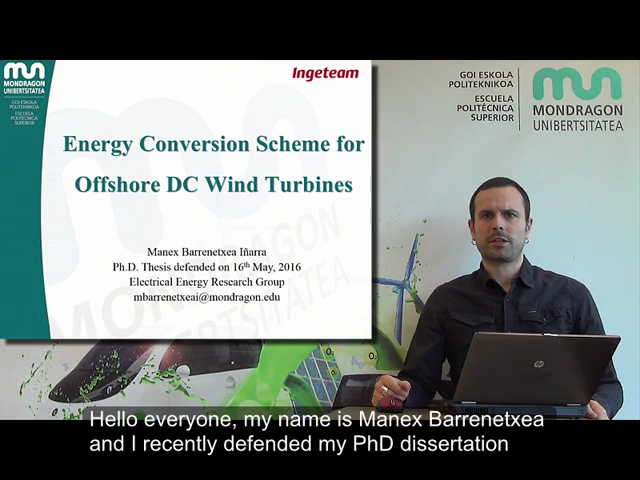 MONDRAGON
UNIBERTSITATEA
GOI ESKOLA
POLITEKNIKOA
ESCUELA
POLITÉCNICA
SUPERIOR
Ingeteam
Energy Conversion Scheme for
Offshore DC Wind Turbines
Manex Barrenetxea Iñarra
Ph.D. Thesis defended on 16th May, 2016
Electrical Energy Research Group
mbarrenetxeai@mondragon.edu
GOI ESKOLA
POLITEKNIKOA
ESCUELA
POLITÉCNICA
SUPERIOR
MONDRAGON
UNIBERTSITATEA
MONDRAGON
UNIBERTSITATEA
hp
Hello everyone, my name is Manex Barrenetxea
and I recently defended my PhD dissertation